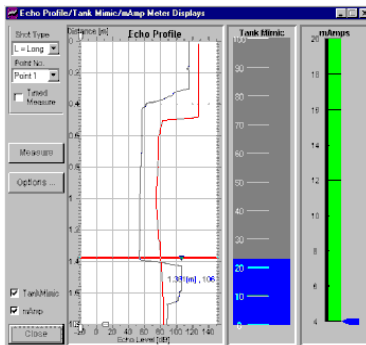 Echo Profile/Tank Mimic/mAmp Meter Displays
Shot Type
L = Long
Point No.
Point 1
Timed
Measure
Measure
Options ...
TankMimic
mAmp
Close
Distance [m]
Echo Profile
0
0.2
0.4
0.6
0.8
1.0
1.2
1.4
1.6
1.381[m] , 106
-20 0 20 40 60 80 100 120 140
Echo Level [dB]
Tank Mimic
100
90
80
70
60
50
40
30
20
10
0
mAmps
20
18
16
14
12
10
8
6
4